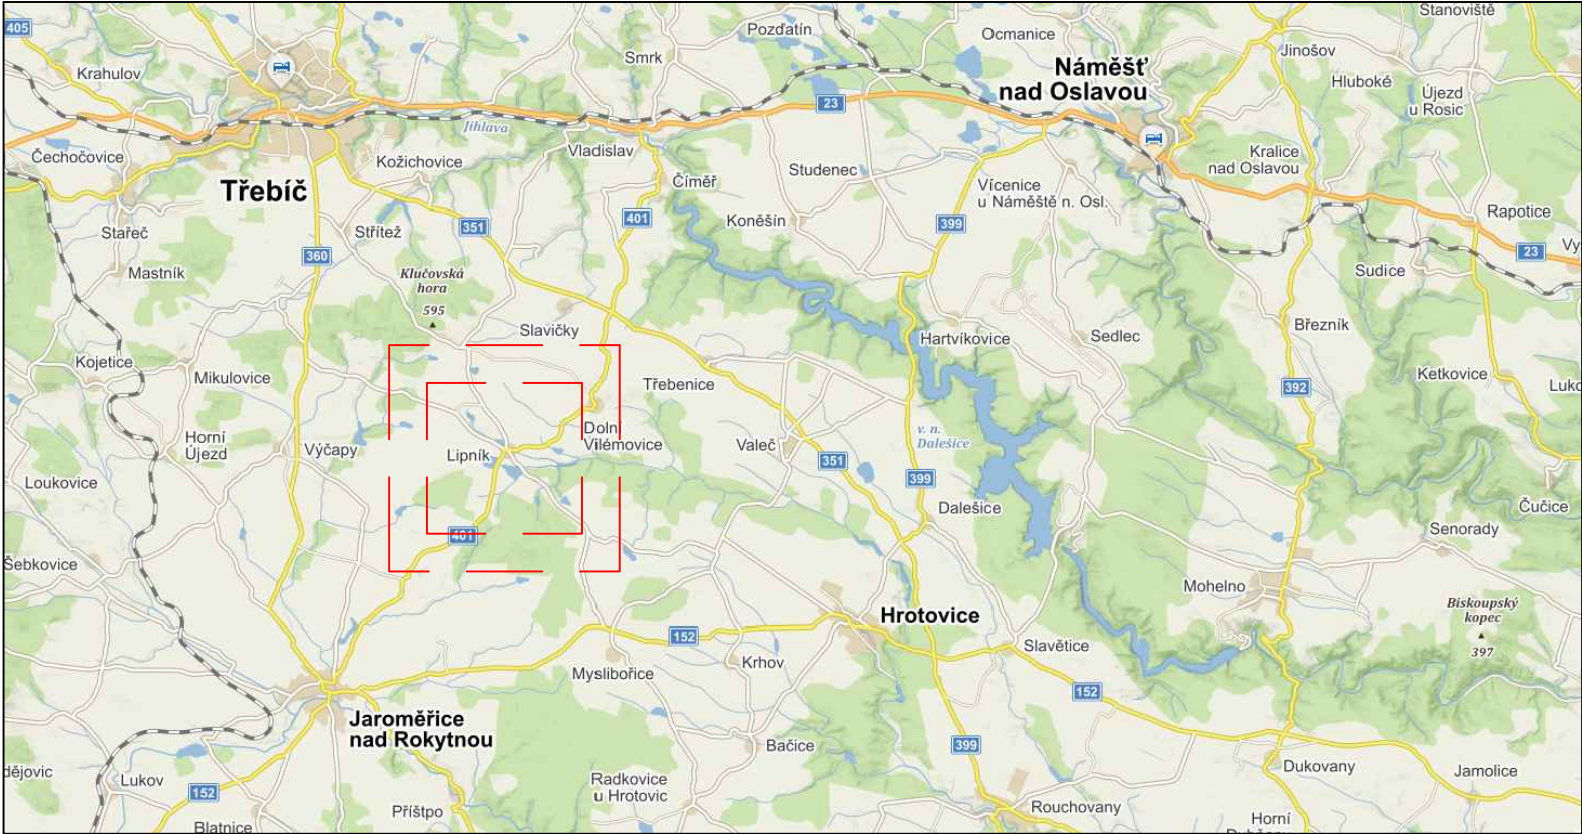 405
Stanoviště
Pozďatín
Ocmanice
Jinošov
Smrk
Krahulov
Náměšť
nad Oslavou
Hluboké
Újezd
u Rosic
23
Jihlava
Čechočovice
Kožichovice
Vladislav
Kralice
nad Oslavou
Třebíč
Číměř
Studenec
Vícenice
u Náměště n. Osl.
Stařeč
Střítež
351
401
Koněšín
399
Rapotice
360
23
Vy
Mastník
Klučovská
hora
595
Sudice
Slavičky
Hartvíkovice
Sedlec
Březník
Kojetice
Mikulovice
Třebenice
392
Ketkovice
Luko
Horní
Újezd
Výčapy
Lipník
Dolní
Vilémovice
Valeč
v. n.
Dalešice
351
399
Loukovice
Dalešice
Čučice
401
Senorady
Šebkovice
Mohelno
Biskoupský
kopec
397
Hrotovice
152
Slavětice
Myslibořice
Krhov
152
Jaroměřice
nad Rokytnou
Bačice
399
dějovic
Lukov
Radkovice
u Hrotovic
Dukovany
Jamolice
152
Příštpo
Rouchovany
Blatnice
Horní